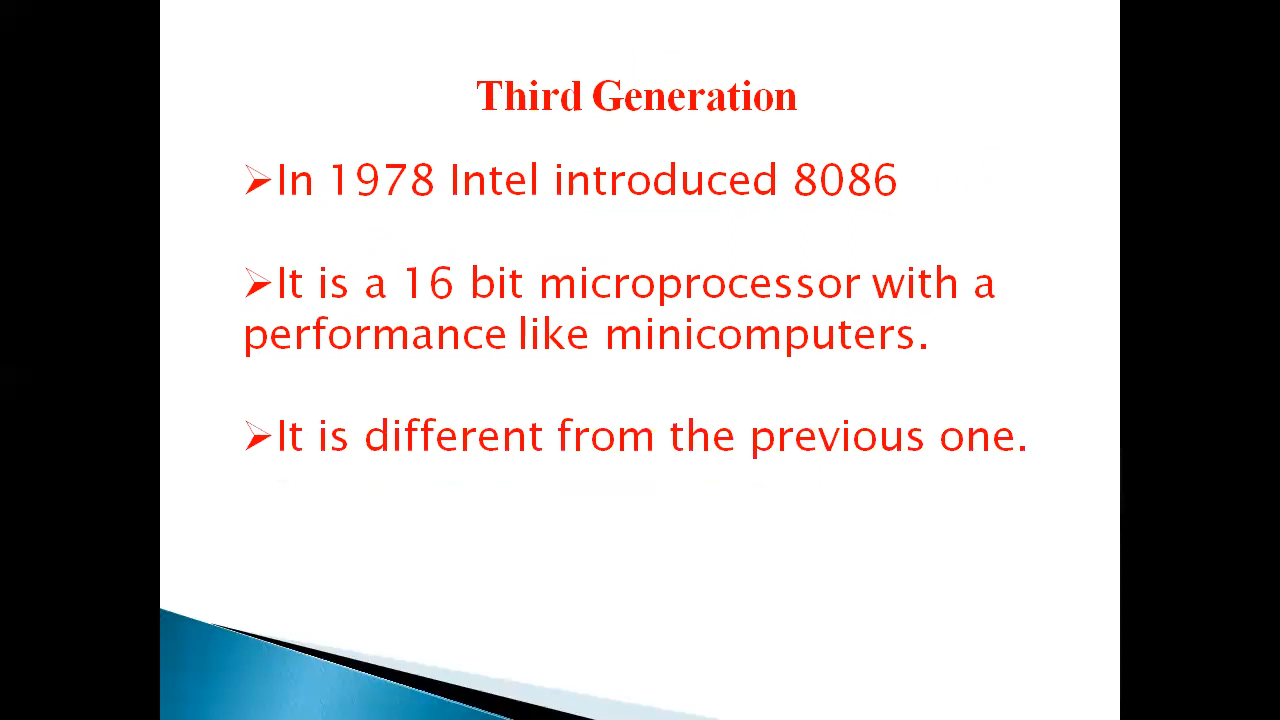 Third Generation
➢In 1978 Intel introduced 8086
➢It is a 16 bit microprocessor with a
performance like minicomputers.
➢It is different from the previous one.